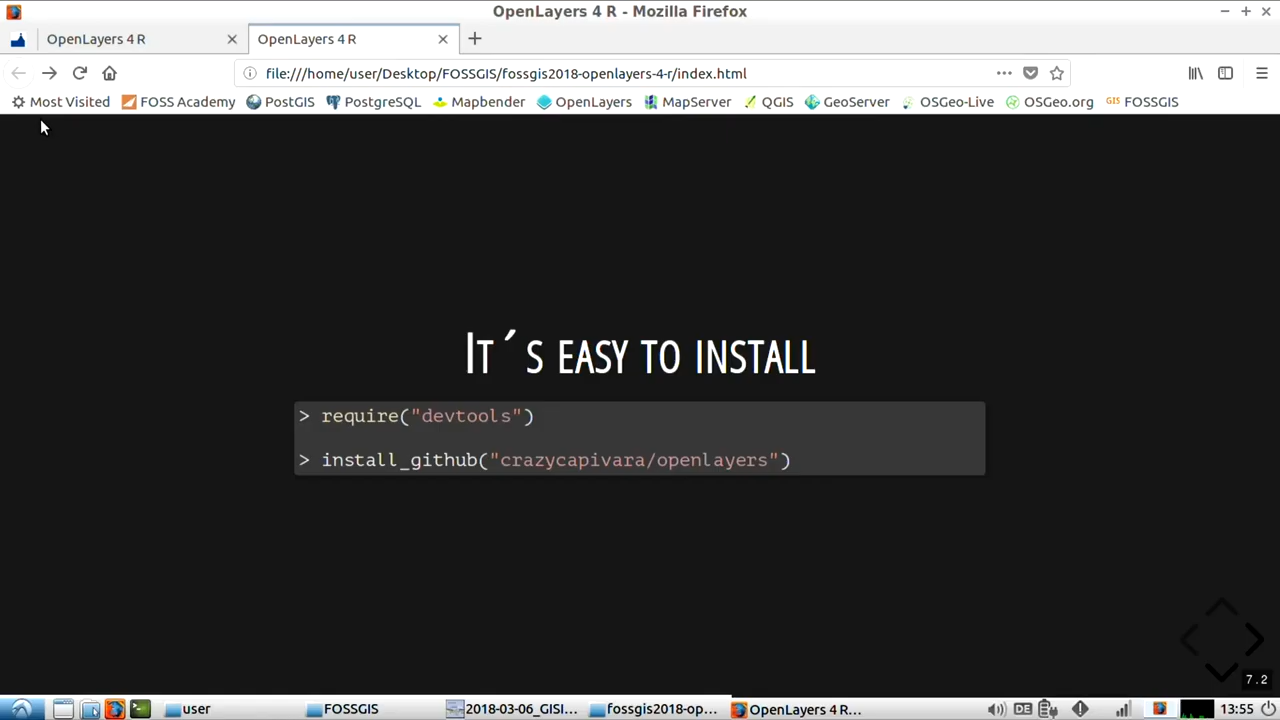 OpenLayers 4 R - Mozilla Firefox
OpenLayers 4 R
OpenLayers 4 R
file:///home/user/Desktop/FOSSGIS/fossgis2018-openlayers-4-r/index.html
Most Visited FOSS Academy PostGIS PostgreSQL Mapbender OpenLayers MapServer QGIS GeoServer OSGeo-Live OSGeo.org GIS FOSSGIS
IT´S EASY TO INSTALL
> require("devtools")
> install_github("crazycapivara/openlayers")
7.2
user FOSSGIS 2018-03-06_GISI... fossgis2018-op... OpenLayers 4 R... DE 13:55